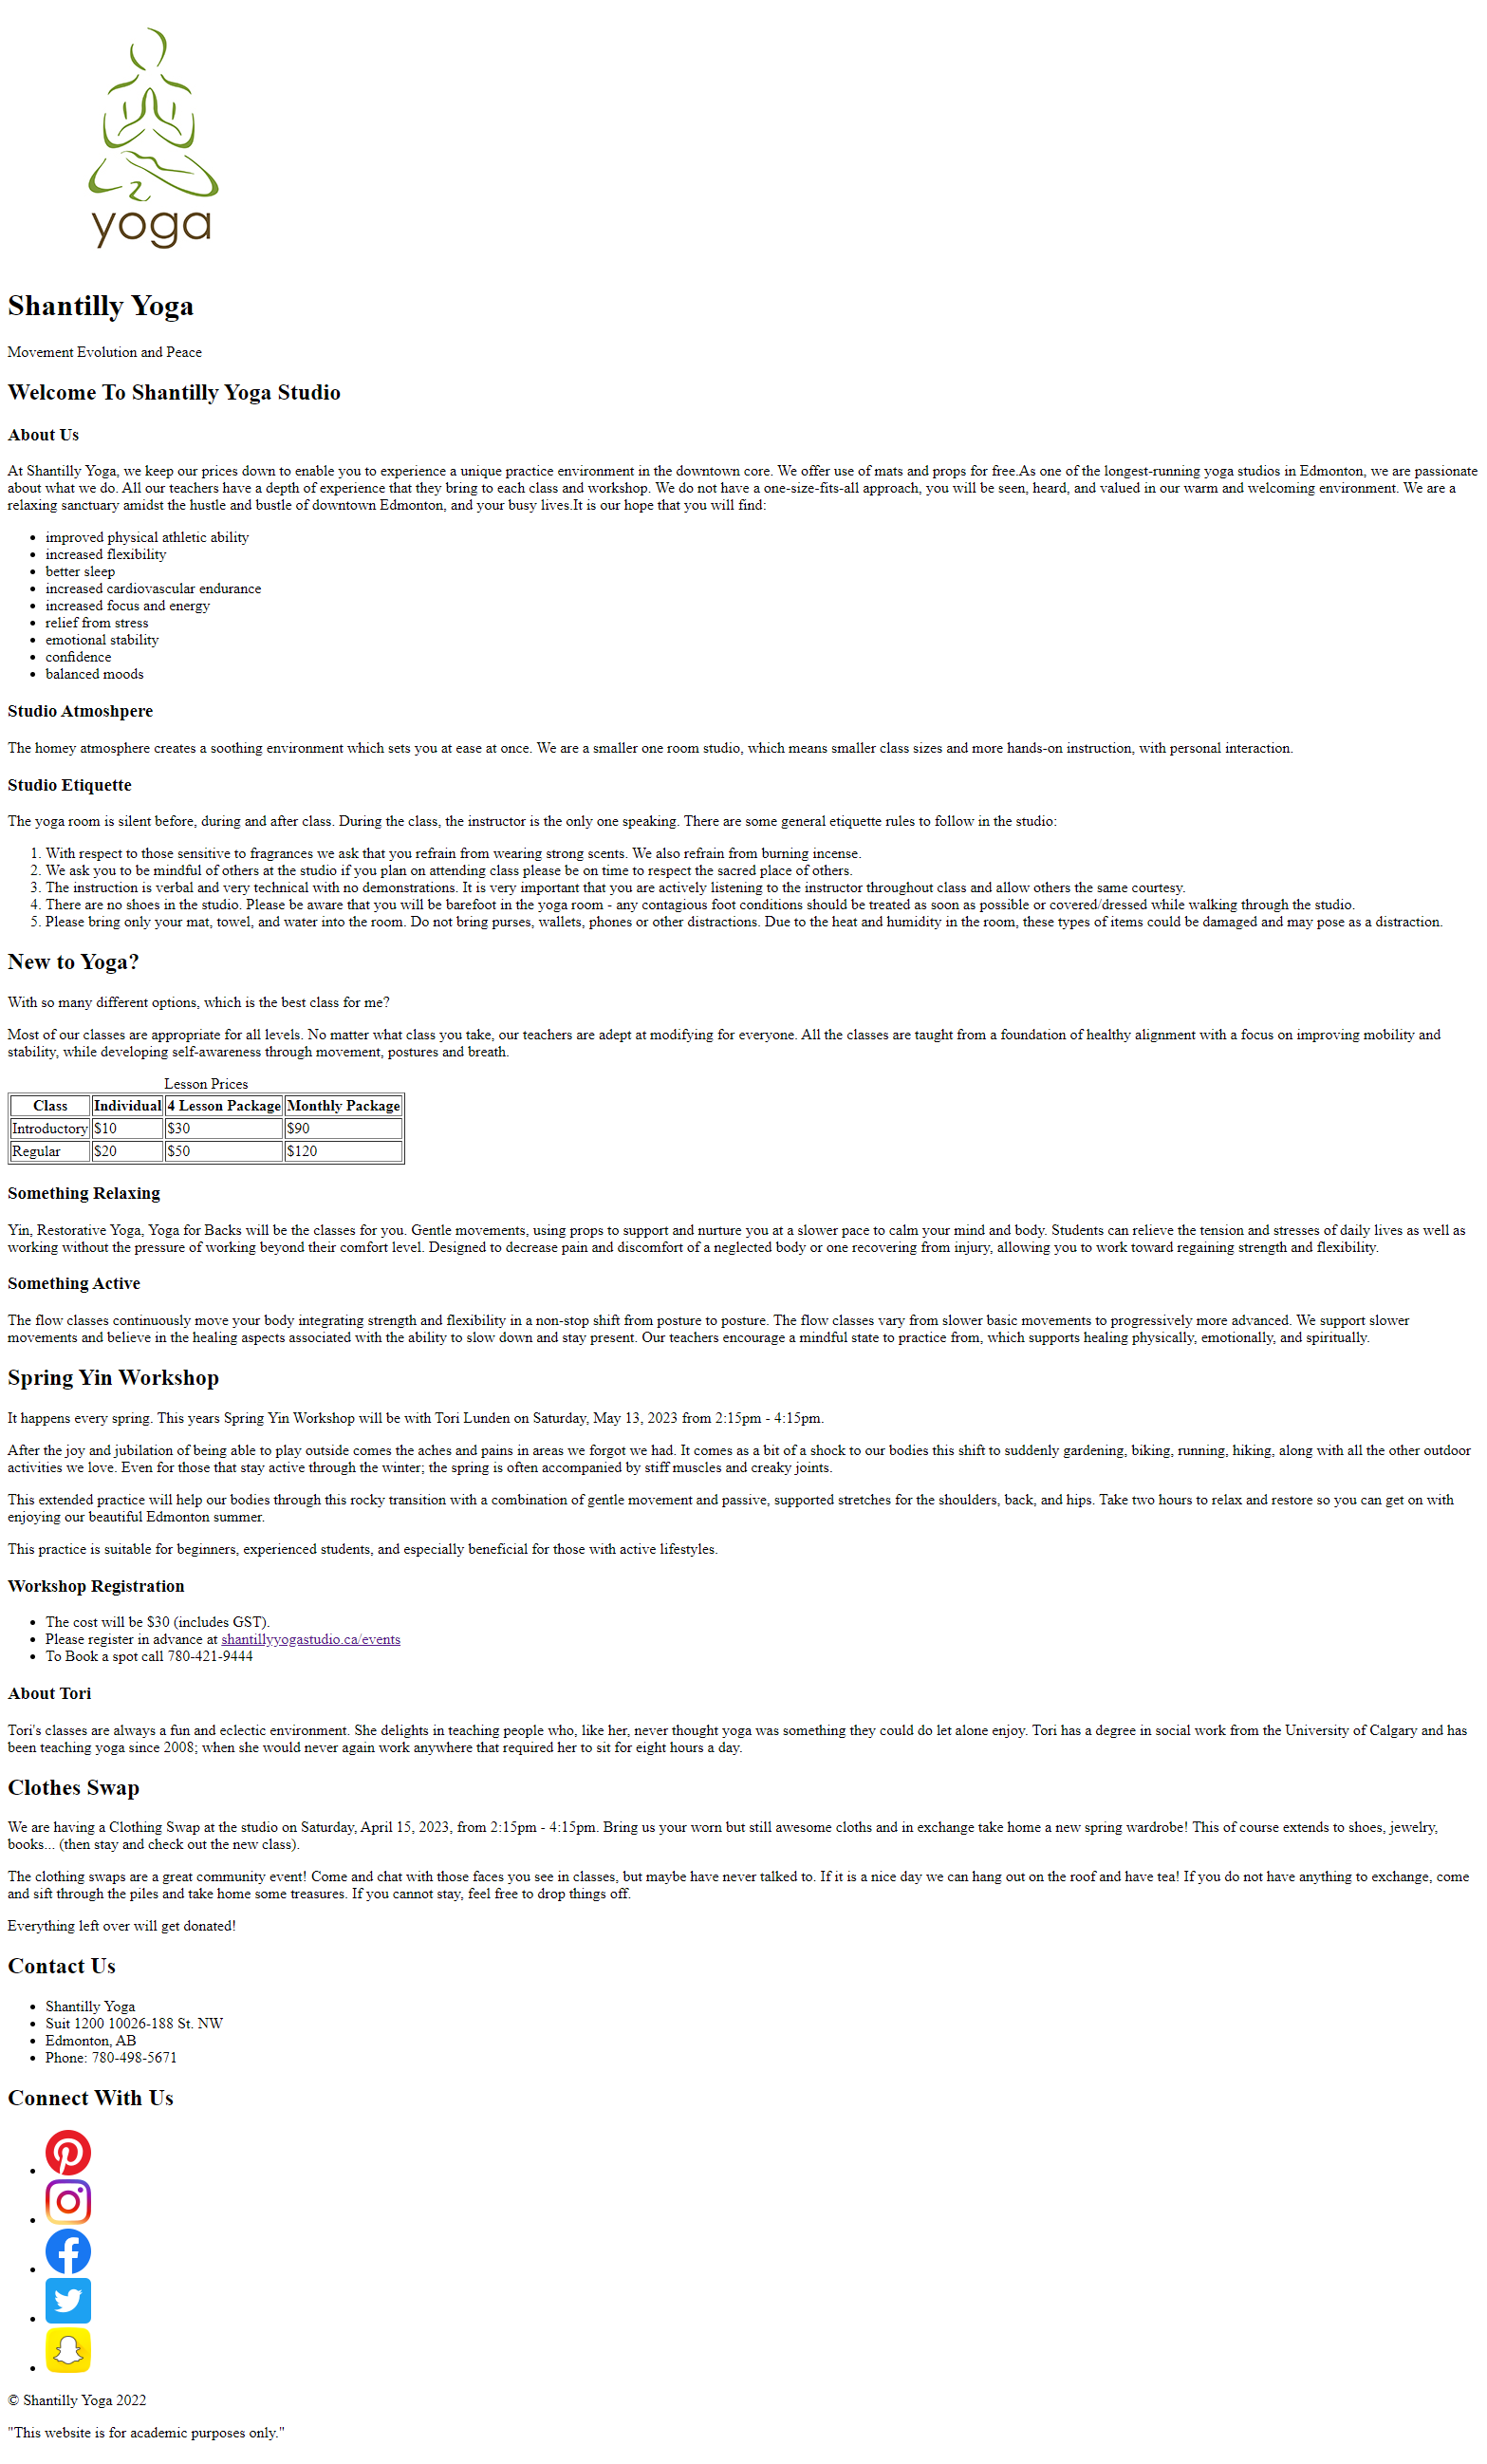 yoga
Shantilly Yoga
Movement Evolution and Peace
Welcome To Shantilly Yoga Studio
About Us
At Shantilly Yoga, we keep our prices down to enable you to experience a unique practice environment in the downtown core. We offer use of mats and props for free.As one of the longest-running yoga studios in Edmonton, we are passionate
about what we do. All our teachers have a depth of experience that they bring to each class and workshop. We do not have a one-size-fits-all approach, you will be seen, heard, and valued in our warm and welcoming environment. We are a
relaxing sanctuary amidst the hustle and bustle of downtown Edmonton, and your busy lives.It is our hope that you will find:
• improved physical athletic ability
• increased flexibility
• better sleep
• increased cardiovascular endurance
• increased focus and energy
• relief from stress
• emotional stability
• confidence
• balanced moods
Studio Atmoshpere
The homey atmosphere creates a soothing environment which sets you at ease at once. We are a smaller one room studio, which means smaller class sizes and more hands-on instruction, with personal interaction.
Studio Etiquette
The yoga room is silent before, during and after class. During the class, the instructor is the only one speaking. There are some general etiquette rules to follow in the studio:
1. With respect to those sensitive to fragrances we ask that you refrain from wearing strong scents. We also refrain from burning incense.
2. We ask you to be mindful of others at the studio if you plan on attending class please be on time to respect the sacred place of others.
3. The instruction is verbal and very technical with no demonstrations. It is very important that you are actively listening to the instructor throughout class and allow others the same courtesy.
4. There are no shoes in the studio. Please be aware that you will be barefoot in the yoga room - any contagious foot conditions should be treated as soon as possible or covered/dressed while walking through the studio.
5. Please bring only your mat, towel, and water into the room. Do not bring purses, wallets, phones or other distractions. Due to the heat and humidity in the room, these types of items could be damaged and may pose as a distraction.
New to Yoga?
With so many different options, which is the best class for me?
Most of our classes are appropriate for all levels. No matter what class you take, our teachers are adept at modifying for everyone. All the classes are taught from a foundation of healthy alignment with a focus on improving mobility and
stability, while developing self-awareness through movement, postures and breath.
Lesson Prices
Class Individual 4 Lesson Package Monthly Package
Introductory $10 $30 $90
Regular $20 $50 $120
Something Relaxing
Yin, Restorative Yoga, Yoga for Backs will be the classes for you. Gentle movements, using props to support and nurture you at a slower pace to calm your mind and body. Students can relieve the tension and stresses of daily lives as well as
working without the pressure of working beyond their comfort level. Designed to decrease pain and discomfort of a neglected body or one recovering from injury, allowing you to work toward regaining strength and flexibility.
Something Active
The flow classes continuously move your body integrating strength and flexibility in a non-stop shift from posture to posture. The flow classes vary from slower basic movements to progressively more advanced. We support slower
movements and believe in the healing aspects associated with the ability to slow down and stay present. Our teachers encourage a mindful state to practice from, which supports healing physically, emotionally, and spiritually.
Spring Yin Workshop
It happens every spring. This years Spring Yin Workshop will be with Tori Lunden on Saturday, May 13, 2023 from 2:15pm - 4:15pm.
After the joy and jubilation of being able to play outside comes the aches and pains in areas we forgot we had. It comes as a bit of a shock to our bodies this shift to suddenly gardening, biking, running, hiking, along with all the other outdoor
activities we love. Even for those that stay active through the winter; the spring is often accompanied by stiff muscles and creaky joints.
This extended practice will help our bodies through this rocky transition with a combination of gentle movement and passive, supported stretches for the shoulders, back, and hips. Take two hours to relax and restore so you can get on with
enjoying our beautiful Edmonton summer.
This practice is suitable for beginners, experienced students, and especially beneficial for those with active lifestyles.
Workshop Registration
• The cost will be $30 (includes GST).
• Please register in advance at shantillyyogastudio.ca/events
• To Book a spot call 780-421-9444
About Tori
Tori's classes are always a fun and eclectic environment. She delights in teaching people who, like her, never thought yoga was something they could do let alone enjoy. Tori has a degree in social work from the University of Calgary and has
been teaching yoga since 2008; when she would never again work anywhere that required her to sit for eight hours a day.
Clothes Swap
We are having a Clothing Swap at the studio on Saturday, April 15, 2023, from 2:15pm - 4:15pm. Bring us your worn but still awesome cloths and in exchange take home a new spring wardrobe! This of course extends to shoes, jewelry,
books... (then stay and check out the new class).
The clothing swaps are a great community event! Come and chat with those faces you see in classes, but maybe have never talked to. If it is a nice day we can hang out on the roof and have tea! If you do not have anything to exchange, come
and sift through the piles and take home some treasures. If you cannot stay, feel free to drop things off.
Everything left over will get donated!
Contact Us
• Shantilly Yoga
• Suit 1200 10026-188 St. NW
• Edmonton, AB
• Phone: 780-498-5671
Connect With Us
© Shantilly Yoga 2022
"This website is for academic purposes only."